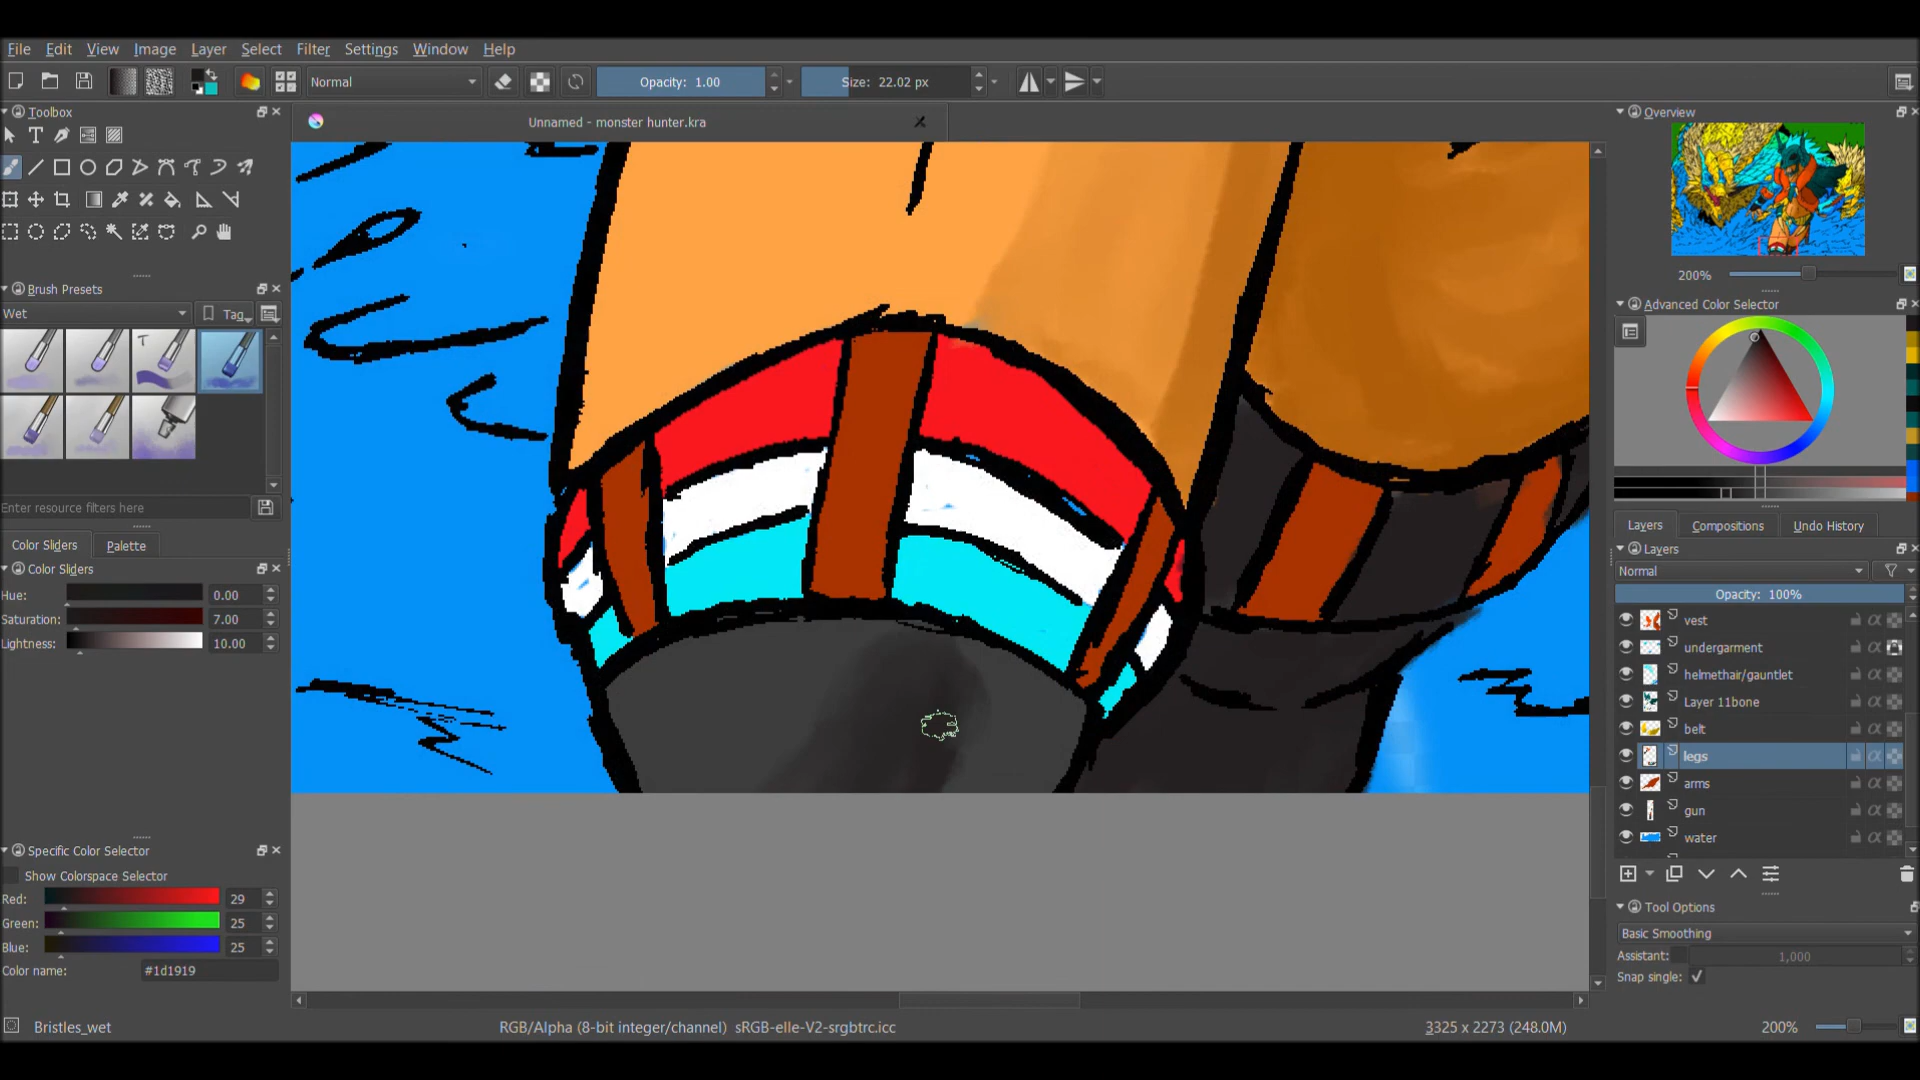 File Edit View Image Layer Select Filter Settings Window Help
Normal Opacity: 1.00 Size: 22.02 px
Toolbox
Unnamed - monster hunter.kra
Overview
200%
Brush Presets
Wet Tag
Enter resource filters here
Color Sliders Palette
Color Sliders
Hue: 0.00
Saturation: 7.00
Lightness: 10.00
Specific Color Selector
Show Colorspace Selector
Red: 29
Green: 25
Blue: 25
Color name: #1d1919
Advanced Color Selector
Layers Compositions Undo History
Layers
Normal
Opacity: 100%
vest
undergarment
helmethair/gauntlet
Layer 11bone
belt
legs
arms
gun
water
Tool Options
Basic Smoothing
Assistant: 1,000
Snap single:
Bristles_wet
RGB/Alpha (8-bit integer/channel) sRGB-elle-V2-srgbtrc.icc
3325 x 2273 (248.0M)
200%